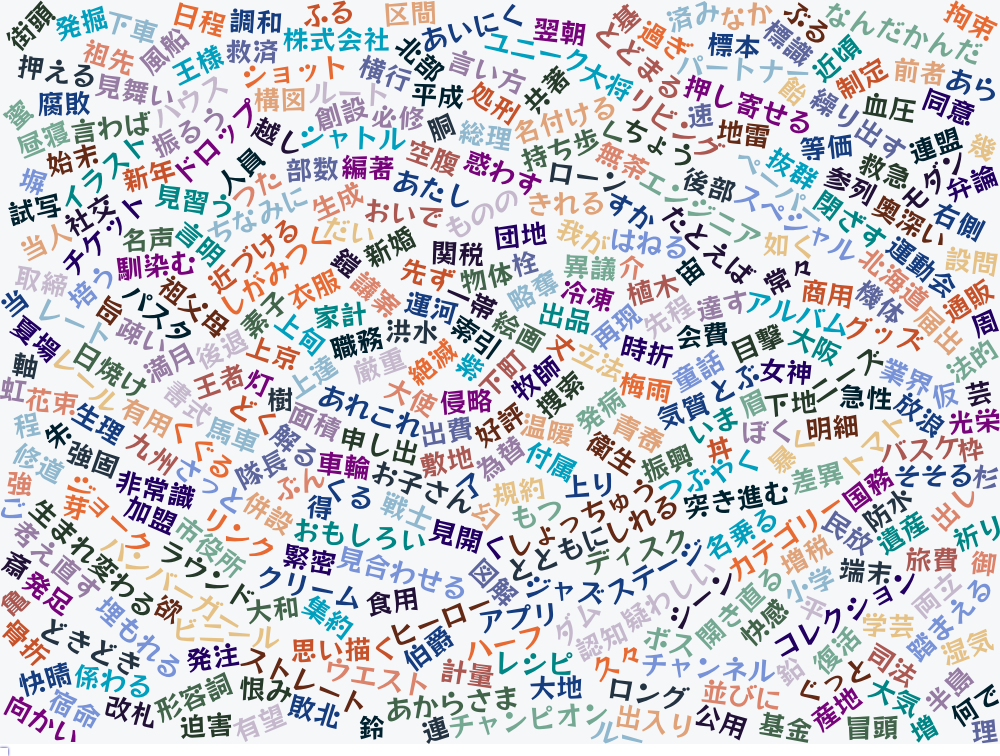 街頭
発掘
下車
日程
調和
ふる
区間
あいにく
翌朝
とどまる
過ぎ
済み
なか
標本
標識
ぶる
近頃
なんだかんだ
拘束
祖先
風船
王様
救済
株式会社
北部
ユニーク
大将
パートナー
飴
制定
前者
あら
押える
見舞い
ハウス
ショット
横行
言い方
処刑
共著
リビング
押し寄せる
速
繰り出す
血圧
同意
腐敗
構図
ルート
平成
創設
必修
胴
総理
名付ける
くちょう
地雷
等価
連盟
幾
昼寝
言わば
振るう
ドロップ
越し
シャトル
空腹
惑わす
持ち歩く
無茶
エンジニア
後部
ペンパル
抜群
救急
モダン
弁論
始末
イラスト
新年
人員
部数
編著
あたし
ローン
すか
スペシャル
参列
奥深い
右側
塀
試写
社交
見習う
つた
ちなみに
生成
おいで
ものの
きれる
たとえば
閉ざす
運動会
設問
当人
チケット
名声
言明
近づける
だい
新婚
関税
団地
我が
はねる
如く
北海道
取締
培う
馴染む
しがみつく
鎧
議案
先ず
物体
栓
異議
介
植木
宙
常々
商用
機体
通販
当
旨
パスタ
祖父母
素子
衣服
家計
運河
一帯
略奪
冷凍
再現
先程
達す
アルバム
グッズ
届出
周
夏場
レート
疎い
満月
後退
上旬
職務
洪水
索引
絵画
出品
丈
立法
時折
会費
目撃
大阪
法的
軸
レール
日焼け
書式
王者
上京
灯
上達
厳重
絶滅
紫
下町
牧師
捜索
梅雨
童話
とぶ
女神
ニーズ
業界
仮
芸
虹
花束
生理
有用
くぐる
どく
樹
面積
あれこれ
大使
侵略
好評
温暖
発病
青春
気質
いま
眉
下地
急性
放浪
光栄
程
朱
強固
九州
馬車
解る
申し出
出費
敷地
為替
付属
衛生
振興
丼
ぼく
明細
トマト
バスケ
枠
修道
強
非常識
さっと
隊長
ぶん
車輪
お子さん
規約
上り
つぶやく
暴く
差異
国務
そそる
杉
ご
芽
ヨーク
加盟
リンク
併設
得
くる
戦士
匂
もつ
しょっちゅう
突き進む
カテゴリー
防水
出し
考え直す
生まれ変わる
市役所
おもしろい
見開く
とともに
しれる
ディスク
名乗る
民放
遺産
祈り
斎
ハンバーガー
ラウンド
緊密
見合わせる
図鑑
ジャズ
ステージ
シーン
増税
端末
旅費
御
亀
発足
埋もれる
欲
大和
クリーム
集約
食用
ヒーロー
アプリ
ダム
疑わしい
開き直る
小学
平
コレクション
両立
踏まえる
骨折
どきどき
ビニール
思い描く
伯爵
ハーフ
認知
ボス
快感
復活
学芸
湿気
快晴
係わる
発注
ストレート
ウエスト
計量
レシピ
久々
チャンネル
鉛
ぐっと
司法
半島
向かい
宿命
改札
形容詞
恨み
敗北
あからさま
大地
ロング
並びに
産地
大気
何で
迫害
有望
鈴
連
チャンピオン
ルー
出入り
公用
基金
冒頭
増
理